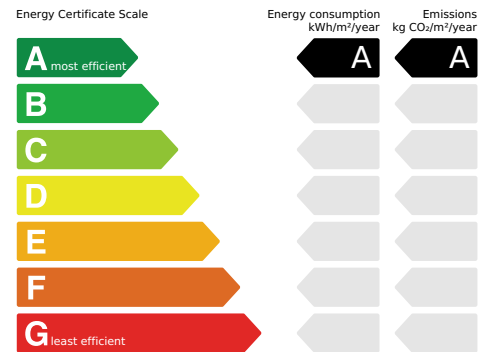 Energy Certificate Scale
Energy consumption
kWh/m²/year
Emissions
kg CO₂/m²/year
A most efficient
A
A
B
C
D
E
F
G least efficient